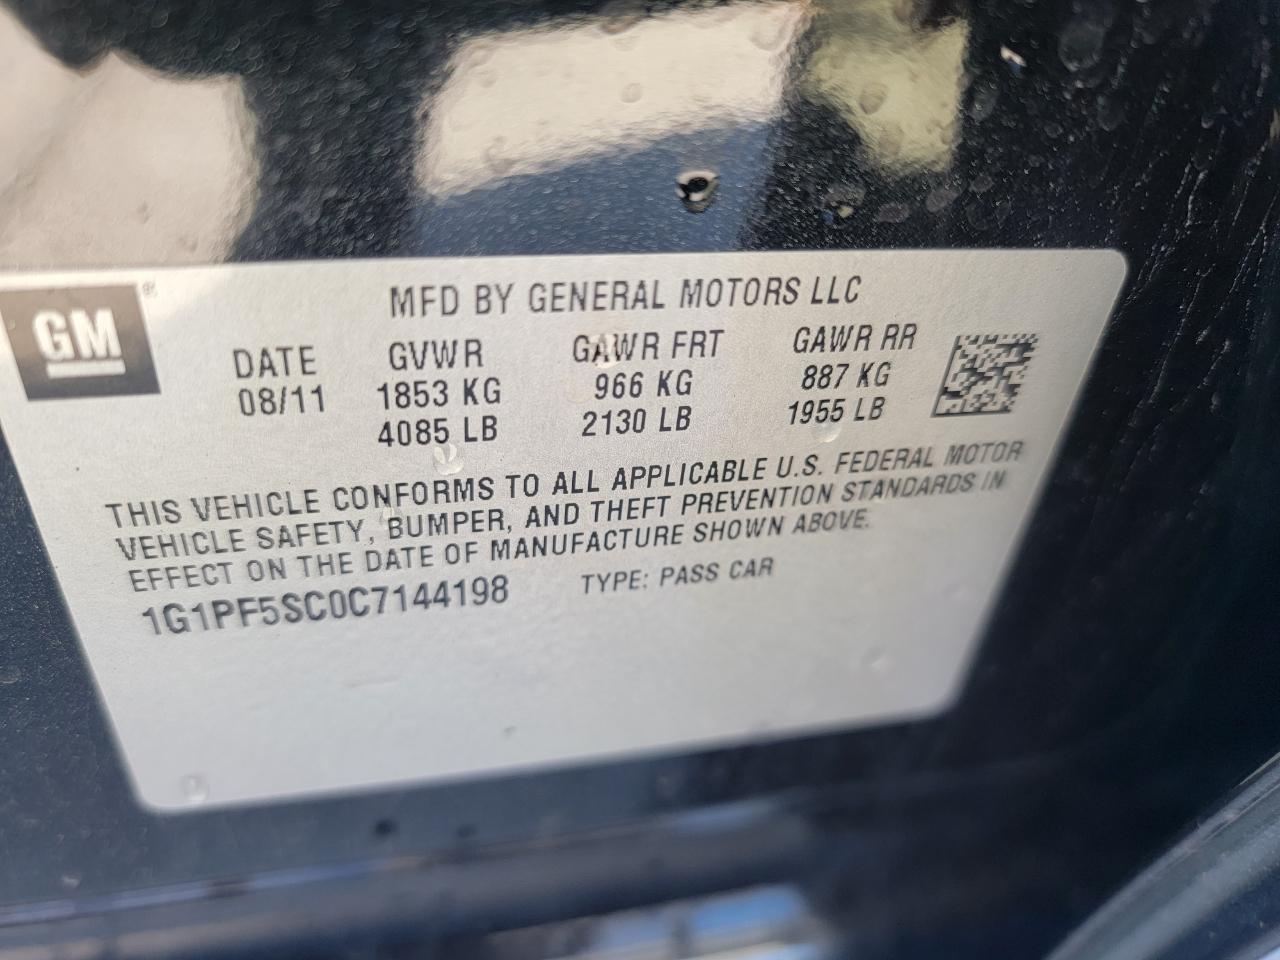 GM®
MFD BY GENERAL MOTORS LLC
DATE GVWR GAWR FRT GAWR RR
08/11 1853 KG 966 KG 887 KG
4085 LB 2130 LB 1955 LB
THIS VEHICLE CONFORMS TO ALL APPLICABLE U.S. FEDERAL MOTOR
VEHICLE SAFETY, BUMPER, AND THEFT PREVENTION STANDARDS IN
EFFECT ON THE DATE OF MANUFACTURE SHOWN ABOVE.
1G1PF5SC0C7144198 TYPE: PASS CAR